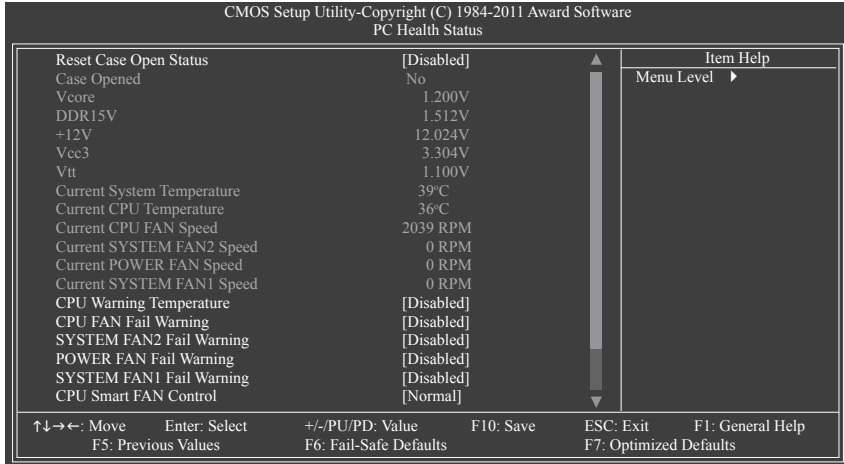 CMOS Setup Utility-Copyright (C) 1984-2011 Award Software
PC Health Status
Reset Case Open Status [Disabled]
Case Opened No
Vcore 1.200V
DDR15V 1.512V
+12V 12.024V
Vcc3 3.304V
Vtt 1.100V
Current System Temperature 39°C
Current CPU Temperature 36°C
Current CPU FAN Speed 2039 RPM
Current SYSTEM FAN2 Speed 0 RPM
Current POWER FAN Speed 0 RPM
Current SYSTEM FAN1 Speed 0 RPM
CPU Warning Temperature [Disabled]
CPU FAN Fail Warning [Disabled]
SYSTEM FAN2 Fail Warning [Disabled]
POWER FAN Fail Warning [Disabled]
SYSTEM FAN1 Fail Warning [Disabled]
CPU Smart FAN Control [Normal]
Item Help
Menu Level ▶
↑↓→←: Move Enter: Select +/-/PU/PD: Value F10: Save ESC: Exit F1: General Help
F5: Previous Values F6: Fail-Safe Defaults F7: Optimized Defaults